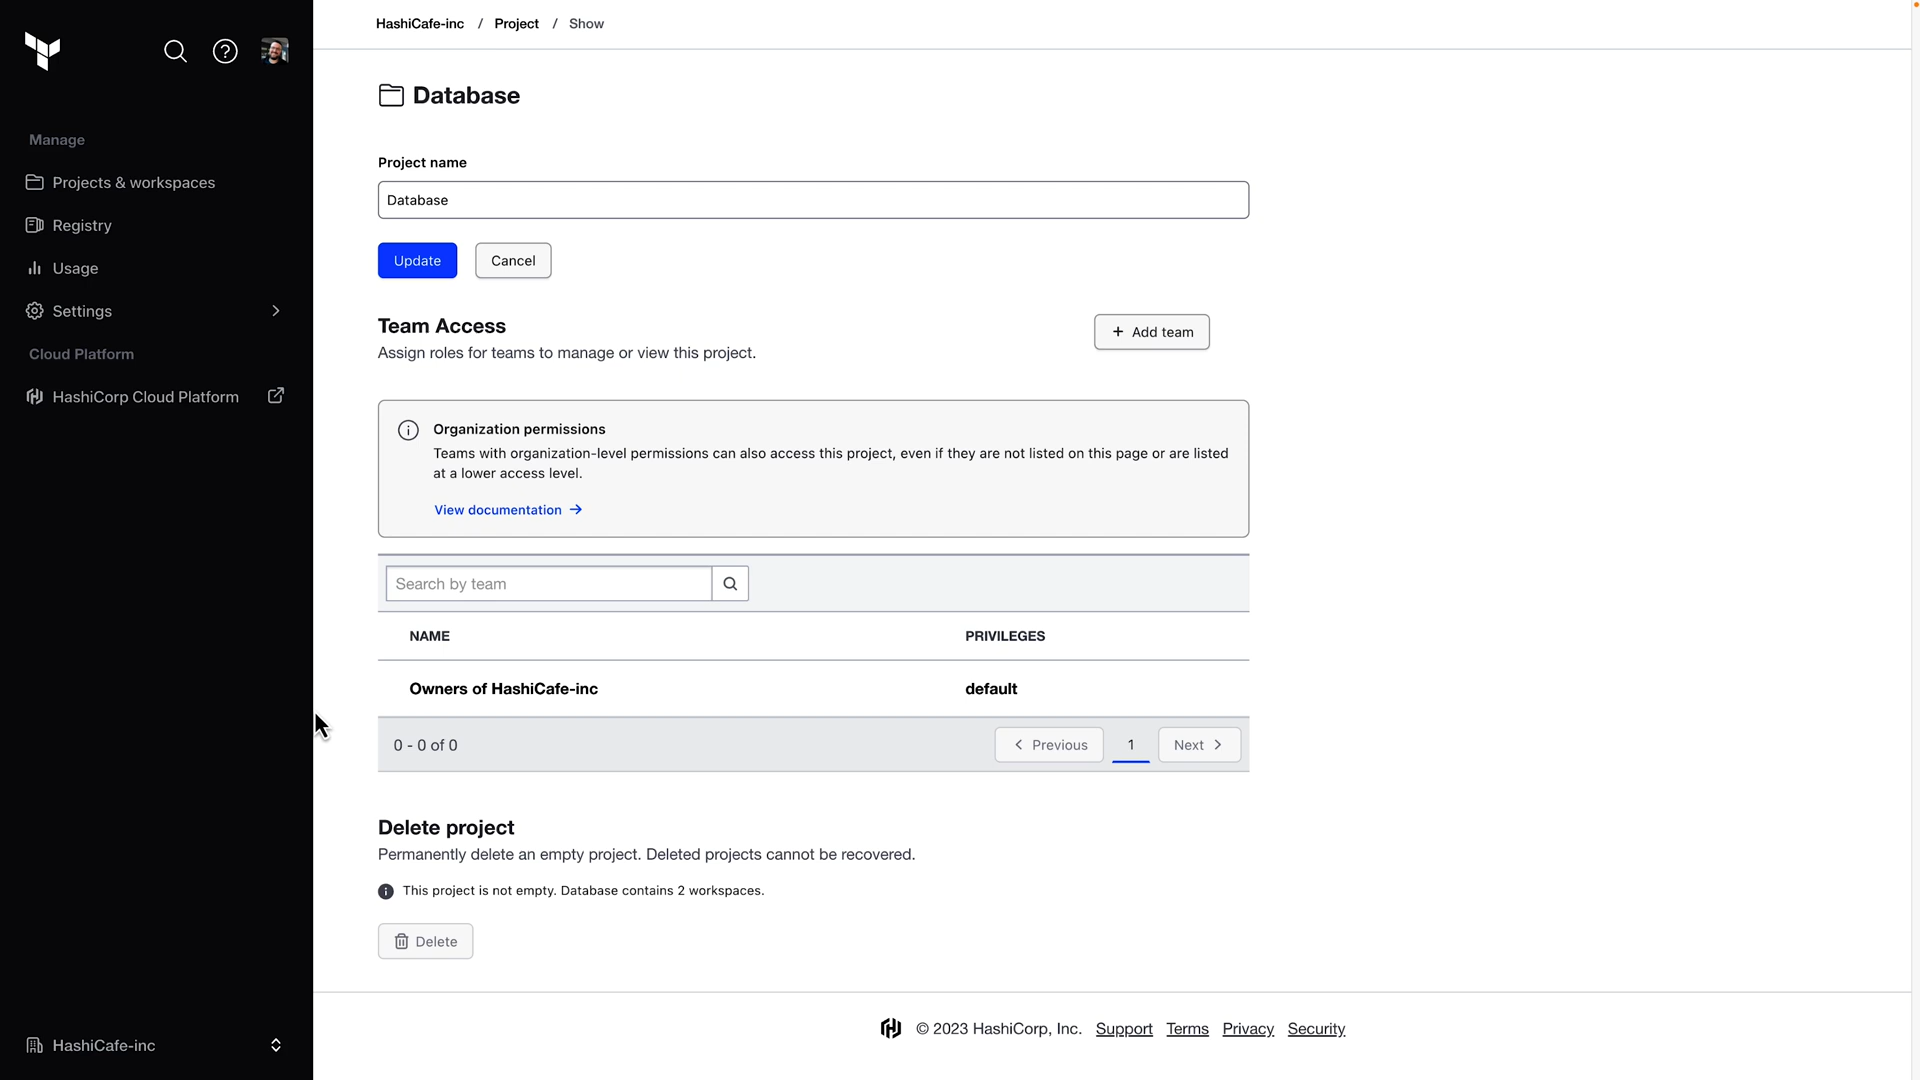 HashiCafe-inc / Project / Show
Manage
Projects & workspaces
Registry
Usage
Settings
Cloud Platform
HashiCorp Cloud Platform
HashiCafe-inc
Database
Project name
Database
Update Cancel
Team Access
Assign roles for teams to manage or view this project.
+ Add team
Organization permissions
Teams with organization-level permissions can also access this project, even if they are not listed on this page or are listed
at a lower access level.
View documentation →
Search by team
NAME PRIVILEGES
Owners of HashiCafe-inc default
0 - 0 of 0 Previous 1 Next
Delete project
Permanently delete an empty project. Deleted projects cannot be recovered.
This project is not empty. Database contains 2 workspaces.
Delete
© 2023 HashiCorp, Inc. Support Terms Privacy Security